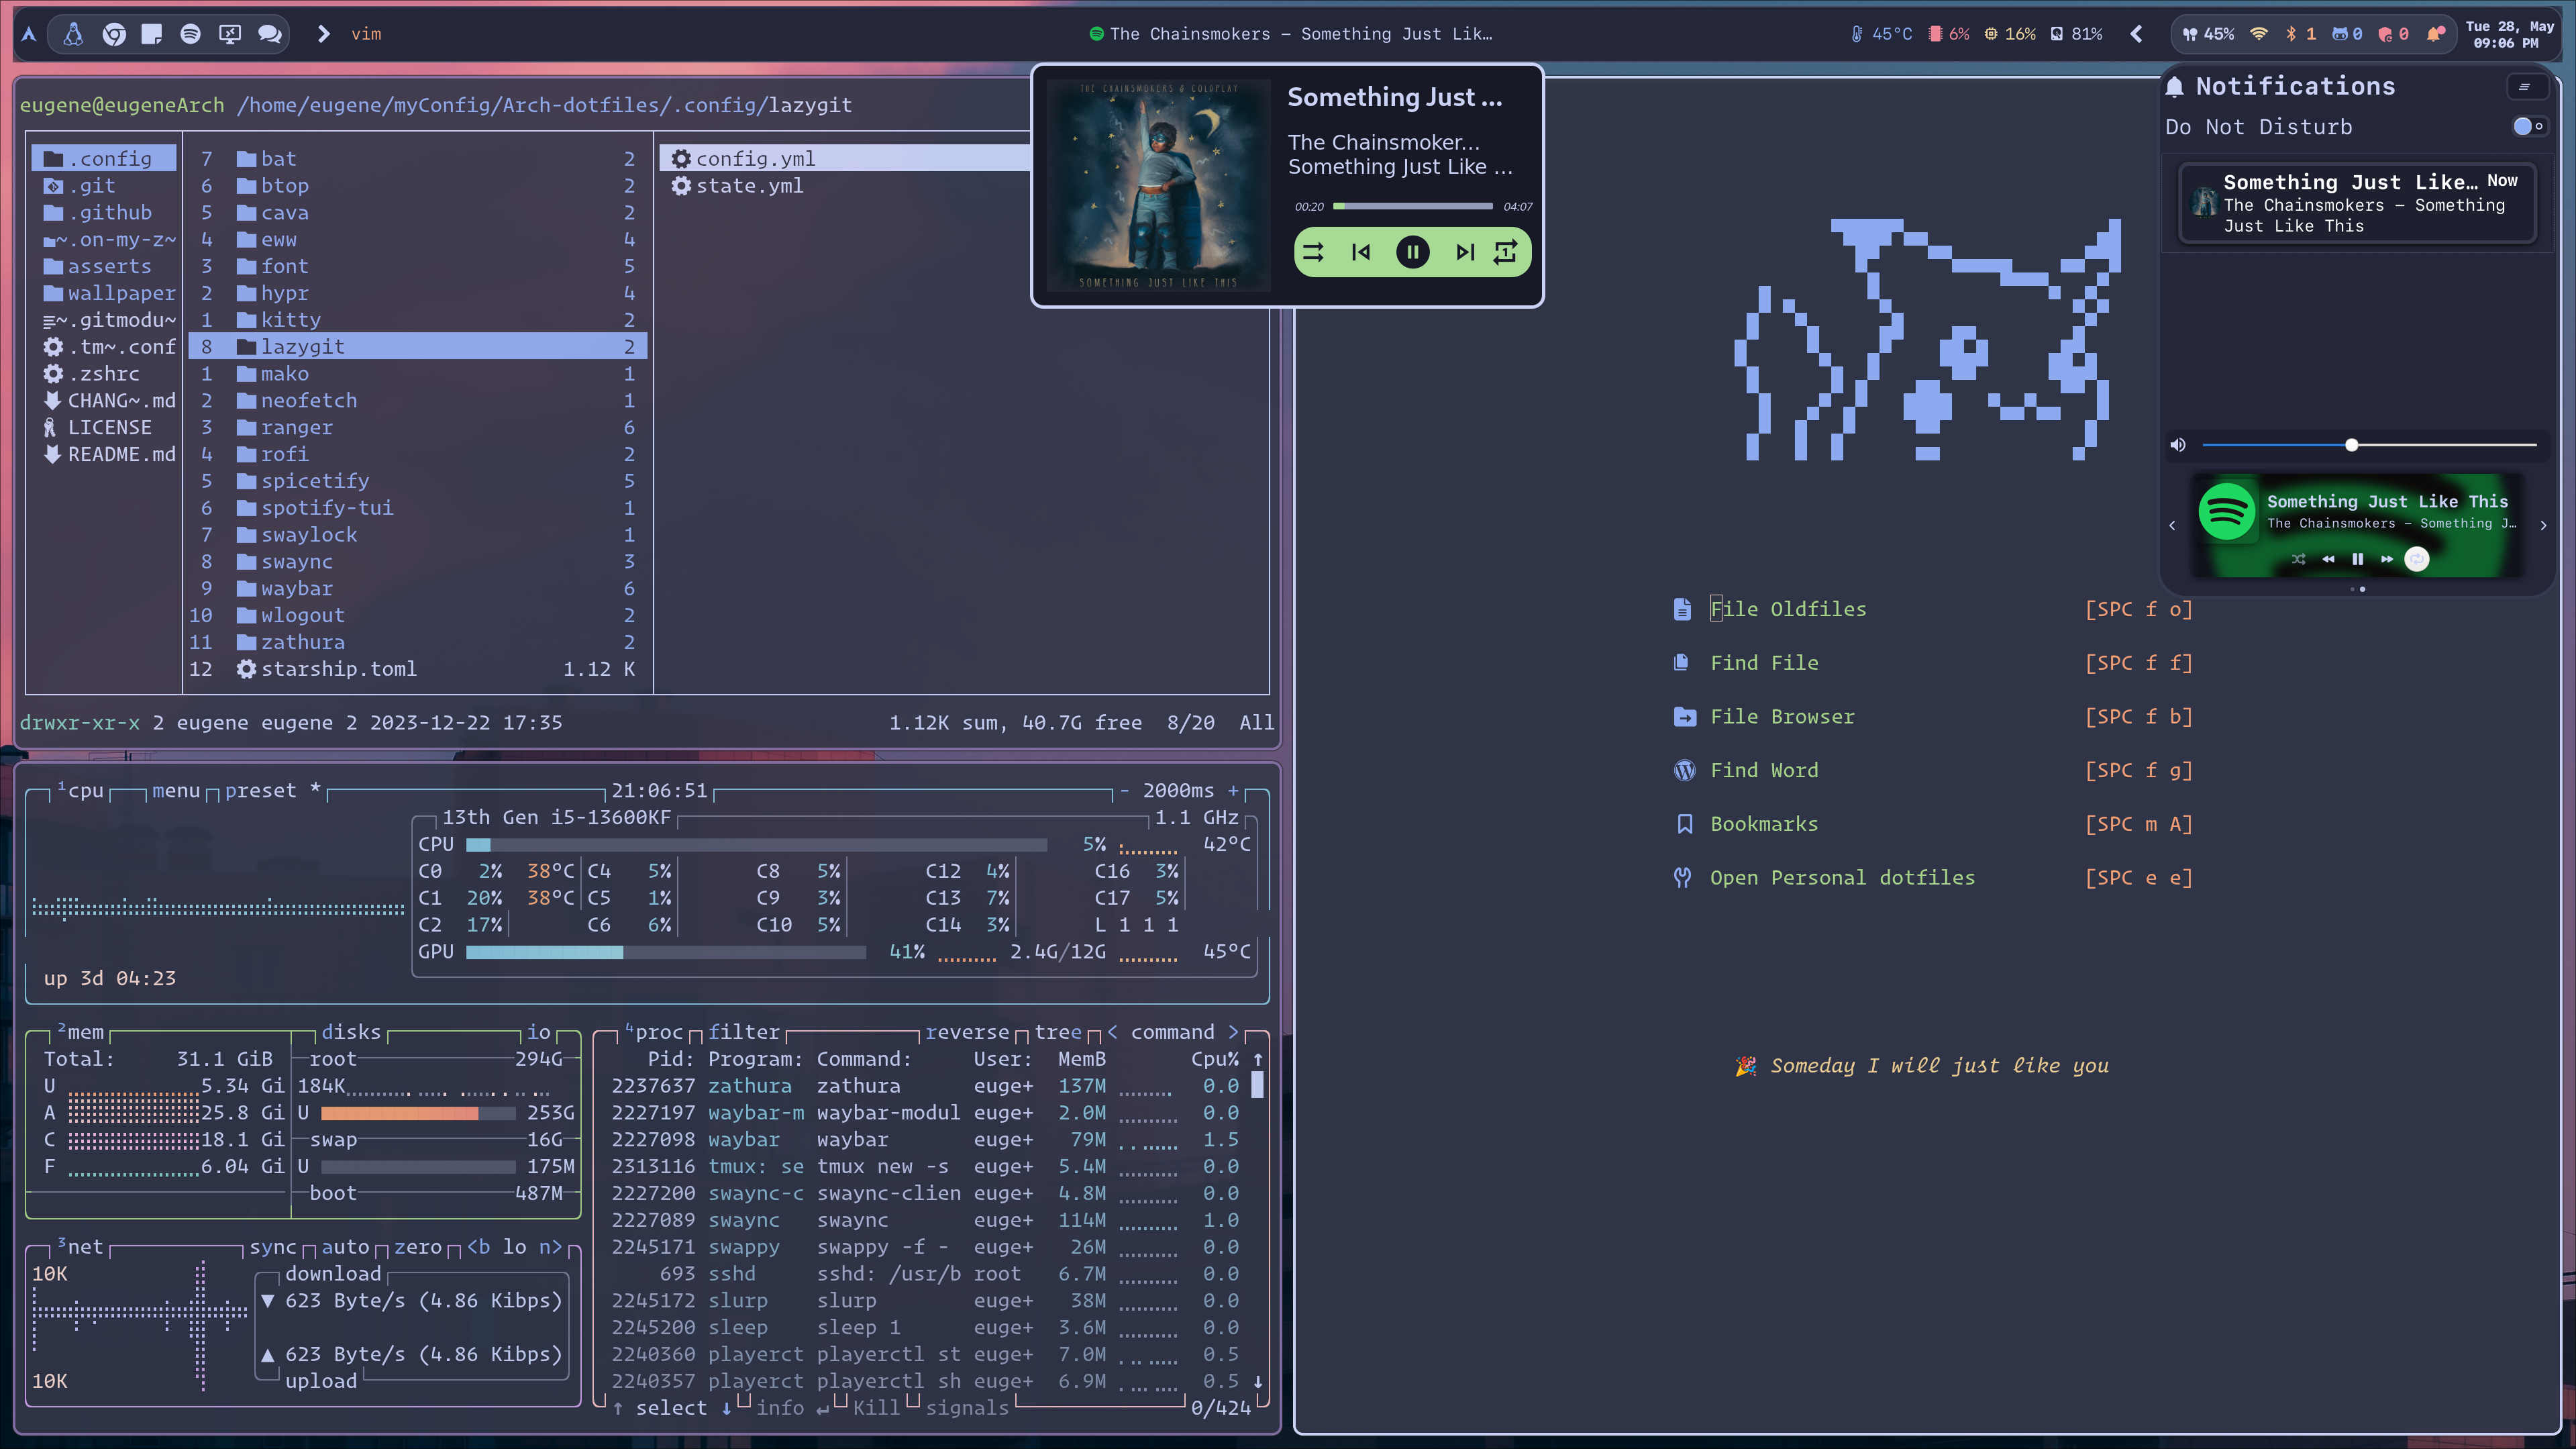 vim
The Chainsmokers – Something Just Lik…
45°C 6% 16% 81%
45% 1 0 0
Tue 28, May
09:06 PM
eugene@eugeneArch /home/eugene/myConfig/Arch-dotfiles/.config/lazygit
.config
.git
.github
~.on-my-z~
asserts
wallpaper
~.gitmodu~
.tm~.conf
.zshrc
CHANG~.md
LICENSE
README.md
7 bat 2
6 btop 2
5 cava 2
4 eww 4
3 font 5
2 hypr 4
1 kitty 2
8 lazygit 2
1 mako 1
2 neofetch 1
3 ranger 6
4 rofi 2
5 spicetify 5
6 spotify-tui 1
7 swaylock 1
8 swaync 3
9 waybar 6
10 wlogout 2
11 zathura 2
12 starship.toml 1.12 K
config.yml
state.yml
drwxr-xr-x 2 eugene eugene 2 2023-12-22 17:35 1.12K sum, 40.7G free 8/20 All
THE CHAINSMOKERS & COLDPLAY
SOMETHING JUST LIKE THIS
Something Just ...
The Chainsmoker...
Something Just Like ...
00:20 04:07
1
Notifications
Do Not Disturb
Something Just Like… Now
The Chainsmokers – Something
Just Like This
Something Just Like This
The Chainsmokers – Something J…
File Oldfiles [SPC f o]
Find File [SPC f f]
File Browser [SPC f b]
Find Word [SPC f g]
Bookmarks [SPC m A]
Open Personal dotfiles [SPC e e]
🎉 Someday I will just like you
1cpu menu preset * 21:06:51 - 2000ms +
13th Gen i5-13600KF 1.1 GHz
CPU 5% 42°C
C0 2% 38°C C4 5% C8 5% C12 4% C16 3%
C1 20% 38°C C5 1% C9 3% C13 7% C17 5%
C2 17% C6 6% C10 5% C14 3% L 1 1 1
GPU 41% 2.4G/12G 45°C
up 3d 04:23
2mem disks io
Total: 31.1 GiB root 294G
U 5.34 Gi 184K
A 25.8 Gi U 253G
C 18.1 Gi swap 16G
F 6.04 Gi U 175M
boot 487M
3net sync auto zero <b lo n>
10K download
▼ 623 Byte/s (4.86 Kibps)
▲ 623 Byte/s (4.86 Kibps)
10K upload
4proc filter reverse tree < command >
Pid: Program: Command: User: MemB Cpu% ↑
2237637 zathura zathura euge+ 137M 0.0
2227197 waybar-m waybar-modul euge+ 2.0M 0.0
2227098 waybar waybar euge+ 79M 1.5
2313116 tmux: se tmux new -s euge+ 5.4M 0.0
2227200 swaync-c swaync-clien euge+ 4.8M 0.0
2227089 swaync swaync euge+ 114M 1.0
2245171 swappy swappy -f - euge+ 26M 0.0
693 sshd sshd: /usr/b root 6.7M 0.0
2245172 slurp slurp euge+ 38M 0.0
2245200 sleep sleep 1 euge+ 3.6M 0.0
2240360 playerct playerctl st euge+ 7.0M 0.5
2240357 playerct playerctl sh euge+ 6.9M 0.5 ↓
↑ select ↓ info ↵ Kill signals 0/424